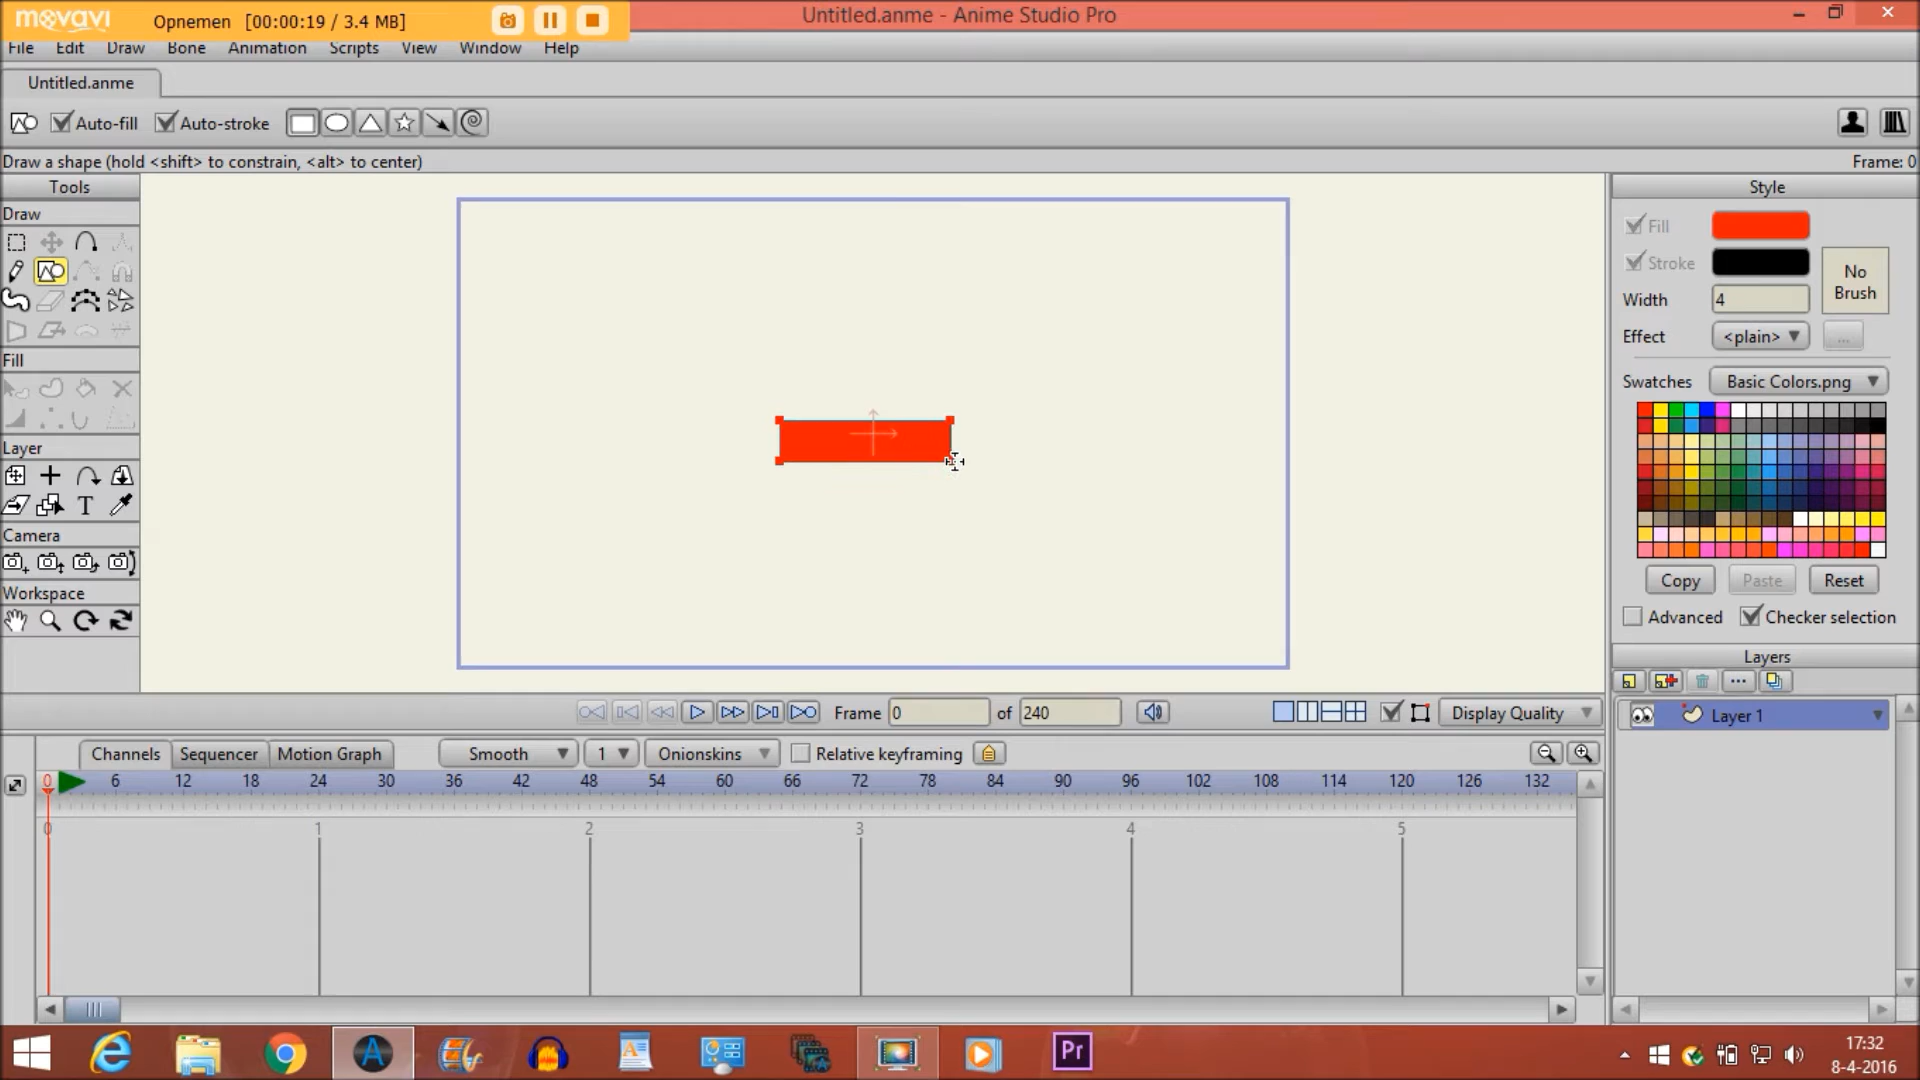 movavi Opnemen [00:00:19 / 3.4 MB]
Untitled.anme - Anime Studio Pro
File Edit Draw Bone Animation Scripts View Window Help
Untitled.anme
Auto-fill Auto-stroke
Draw a shape (hold <shift> to constrain, <alt> to center)
Frame: 0
Tools
Draw
Fill
Layer
T
Camera
Workspace
Style
Fill
Stroke
No
Brush
Width 4
Effect <plain> ...
Swatches Basic Colors.png
Copy Paste Reset
Advanced Checker selection
Layers
Layer 1
Frame 0 of 240 Display Quality
Channels Sequencer Motion Graph Smooth 1 Onionskins Relative keyframing
0 6 12 18 24 30 36 42 48 54 60 66 72 78 84 90 96 102 108 114 120 126 132
0 1 2 3 4 5
Pr
17:32
8-4-2016